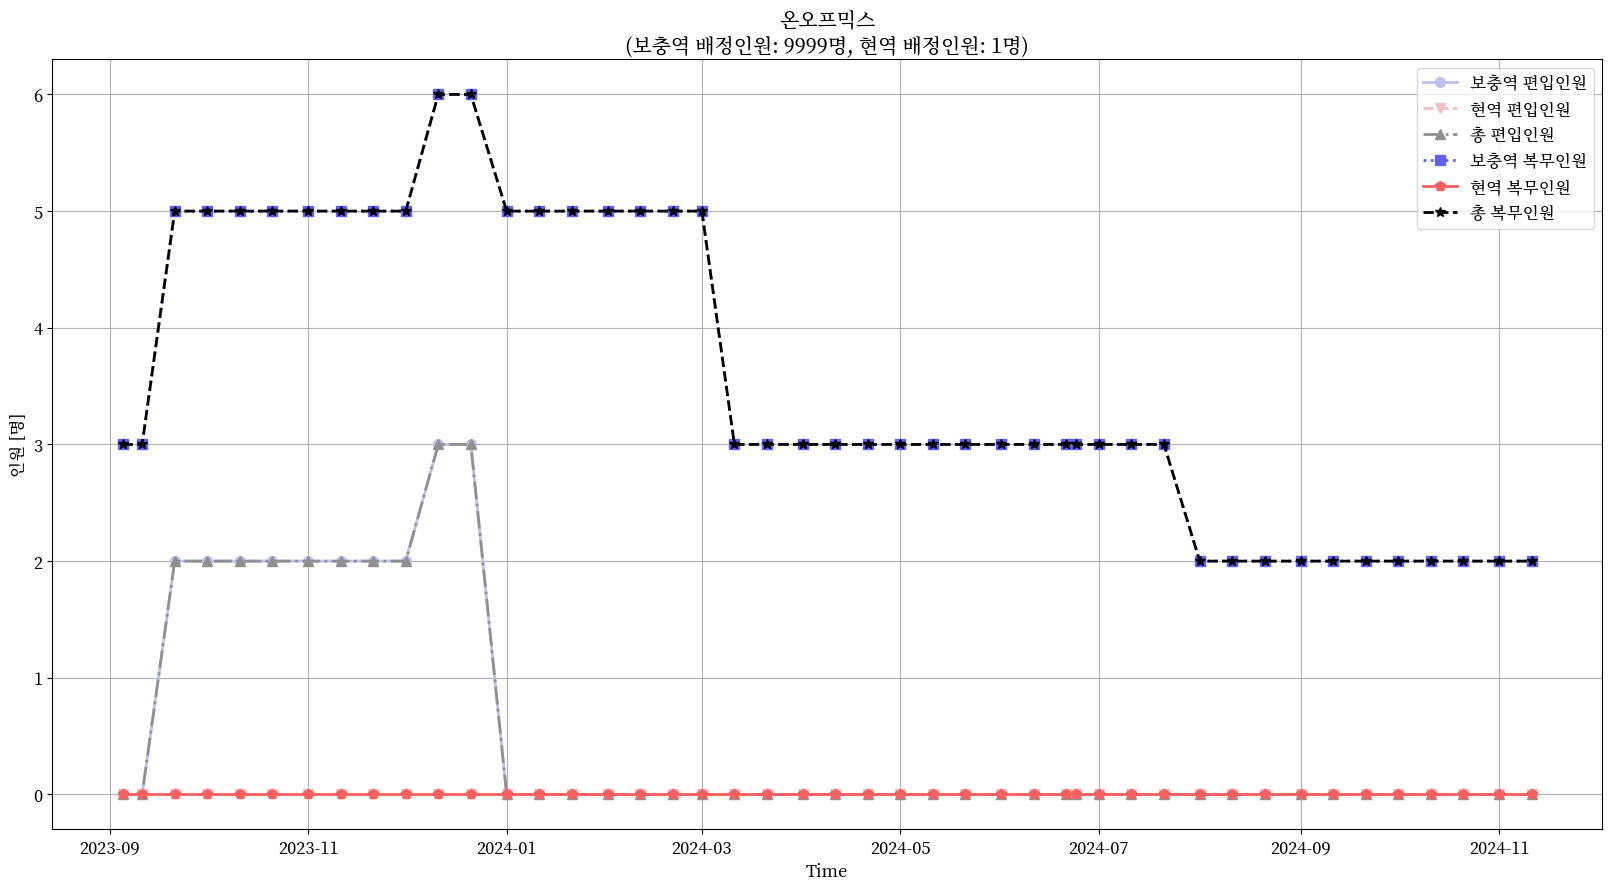 온오프믹스
(보충역 배정인원: 9999명, 현역 배정인원: 1명)
보충역 편입인원
현역 편입인원
총 편입인원
보충역 복무인원
현역 복무인원
총 복무인원
인원 [명]
6
5
4
3
2
1
0
2023-09
2023-11
2024-01
2024-03
2024-05
2024-07
2024-09
2024-11
Time